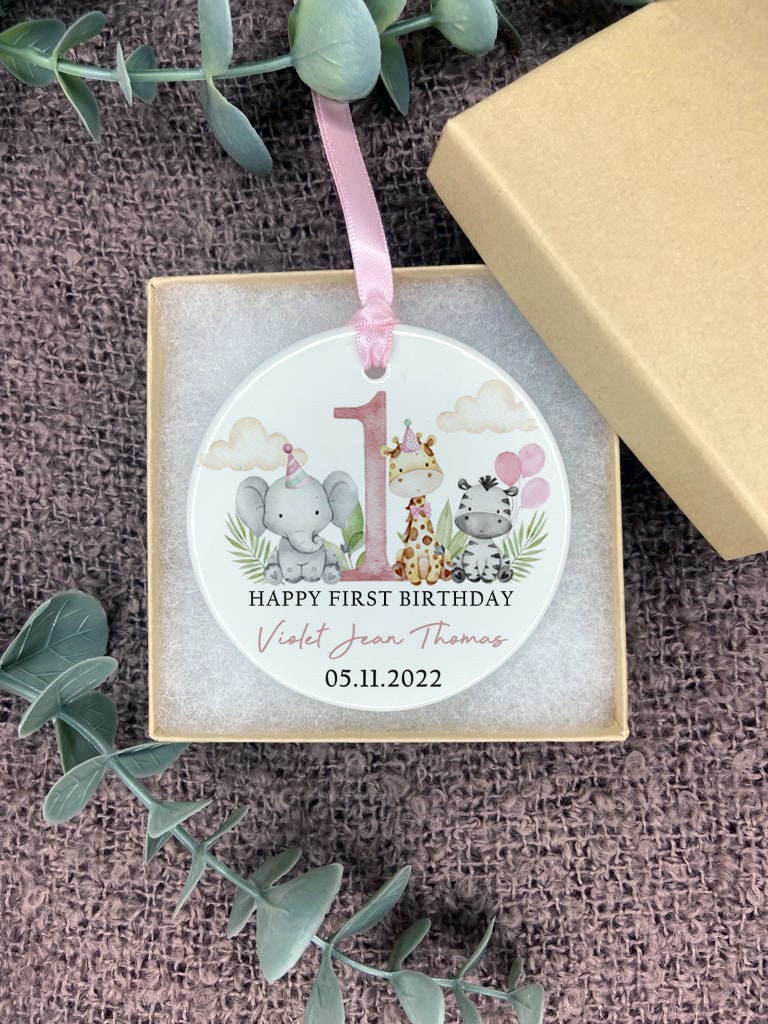 1
HAPPY FIRST BIRTHDAY
Violet Jean Thomas
05.11.2022